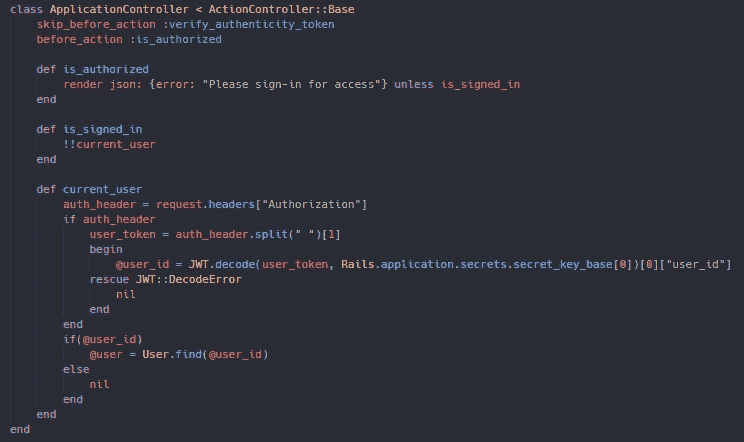 class ApplicationController < ActionController::Base
    skip_before_action :verify_authenticity_token
    before_action :is_authorized

    def is_authorized
        render json: {error: "Please sign-in for access"} unless is_signed_in
    end

    def is_signed_in
        !!current_user
    end

    def current_user
        auth_header = request.headers["Authorization"]
        if auth_header
            user_token = auth_header.split(" ")[1]
            begin
                @user_id = JWT.decode(user_token, Rails.application.secrets.secret_key_base[0])[0]["user_id"]
            rescue JWT::DecodeError
                nil
            end
        end
        if(@user_id)
            @user = User.find(@user_id)
        else
            nil
        end
    end
end